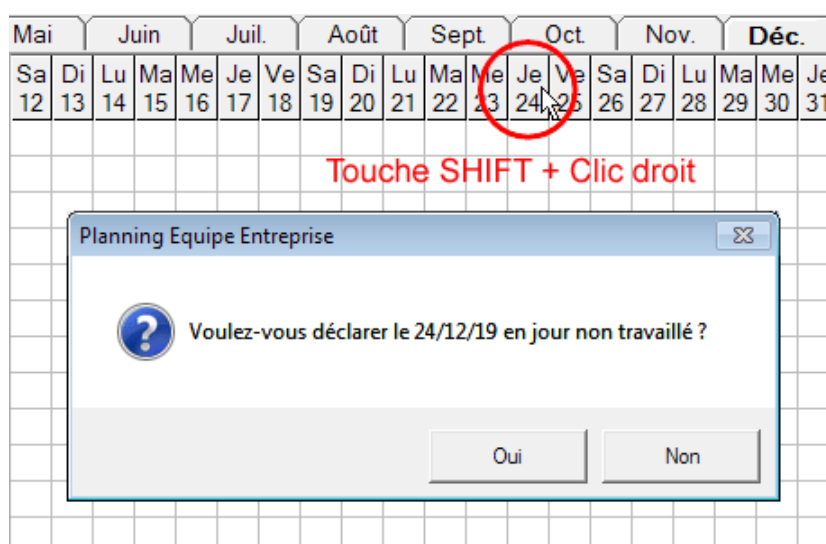 Mai Juin Juil. Août Sept. Oct. Nov. Déc.
Sa Di Lu Ma Me Je Ve Sa Di Lu Ma Me Je Ve Sa Di Lu Ma Me Je
12 13 14 15 16 17 18 19 20 21 22 23 24 25 26 27 28 29 30 31
Touche SHIFT + Clic droit
Planning Equipe Entreprise
Voulez-vous déclarer le 24/12/19 en jour non travaillé ?
Oui Non